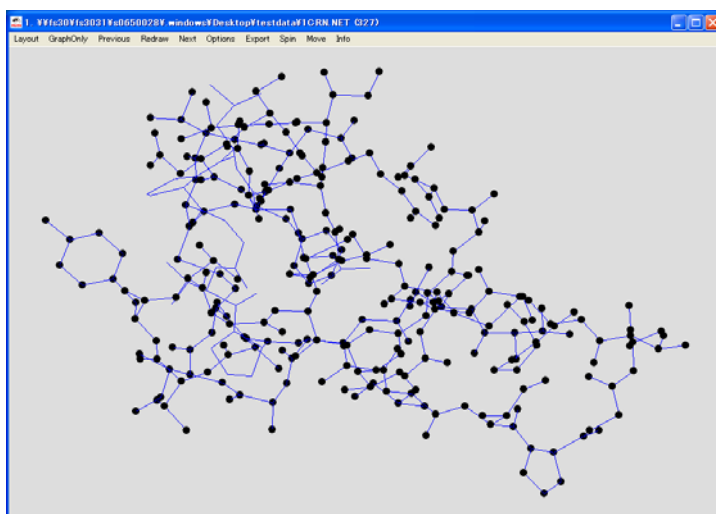 1. ¥¥fs30¥fs3031¥s0650028¥.windows¥Desktop¥testdata¥1CRN.NET (327)
Layout GraphOnly Previous Redraw Next Options Export Spin Move Info